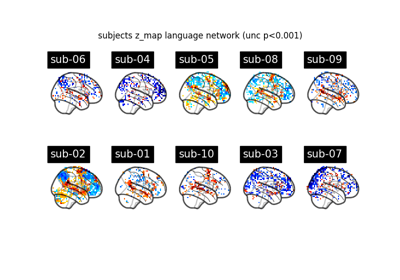 subjects z_map language network (unc p<0.001)
sub-06 sub-04 sub-05 sub-08 sub-09
sub-02 sub-01 sub-10 sub-03 sub-07